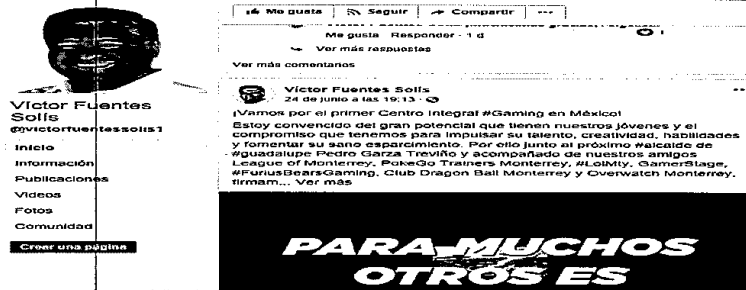 Víctor Fuentes
Solís
@victorfuentessolis1
Inicio
Información
Publicaciones
Videos
Fotos
Comunidad
Crear una página
Me gusta Seguir Compartir ...
Me gusta Responder · 1 d
1
Ver más respuestas
Ver más comentarios
Víctor Fuentes Solís
24 de junio a las 19:13 ·
¡Vamos por el primer Centro Integral #Gaming en México!
Estoy convencido del gran potencial que tienen nuestros jóvenes y el
compromiso que tenemos para impulsar su talento, creatividad, habilidades
y fomentar su sano esparcimiento. Por ello junto al próximo #alcalde de
#guadalupe Pedro Garza Treviño y acompañado de nuestros amigos
League of Monterrey, PokeGo Trainers Monterrey, #LolMty, GamerStage,
#FuriusBearsGaming, Club Dragon Ball Monterrey y Overwatch Monterrey,
firmam... Ver más
PARA MUCHOS
OTROS ES